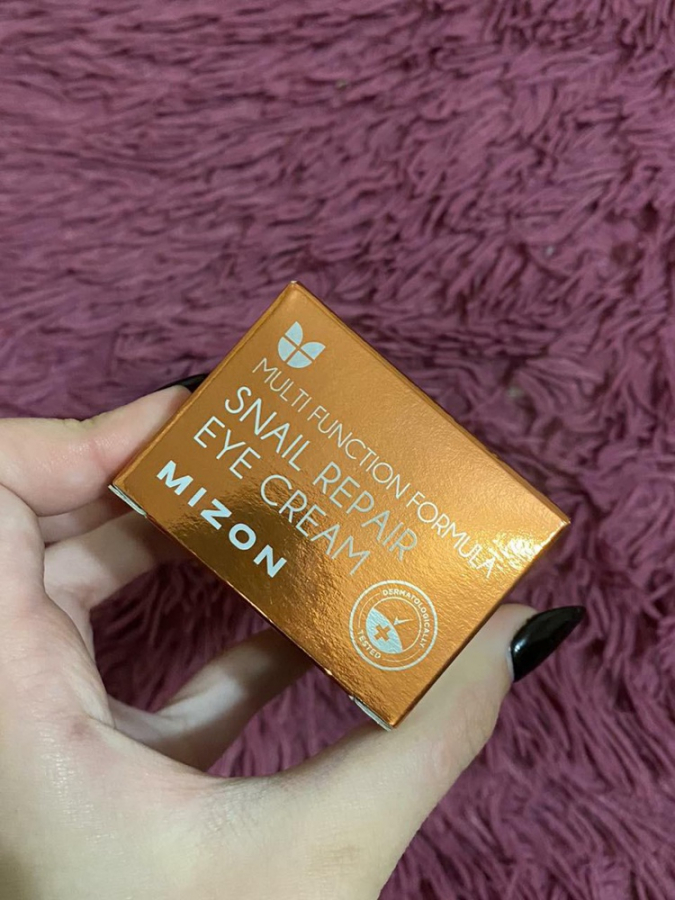 MULTI FUNCTION FORMULA
SNAIL REPAIR
EYE CREAM
MIZON
DERMATOLOGICALLY
TESTED